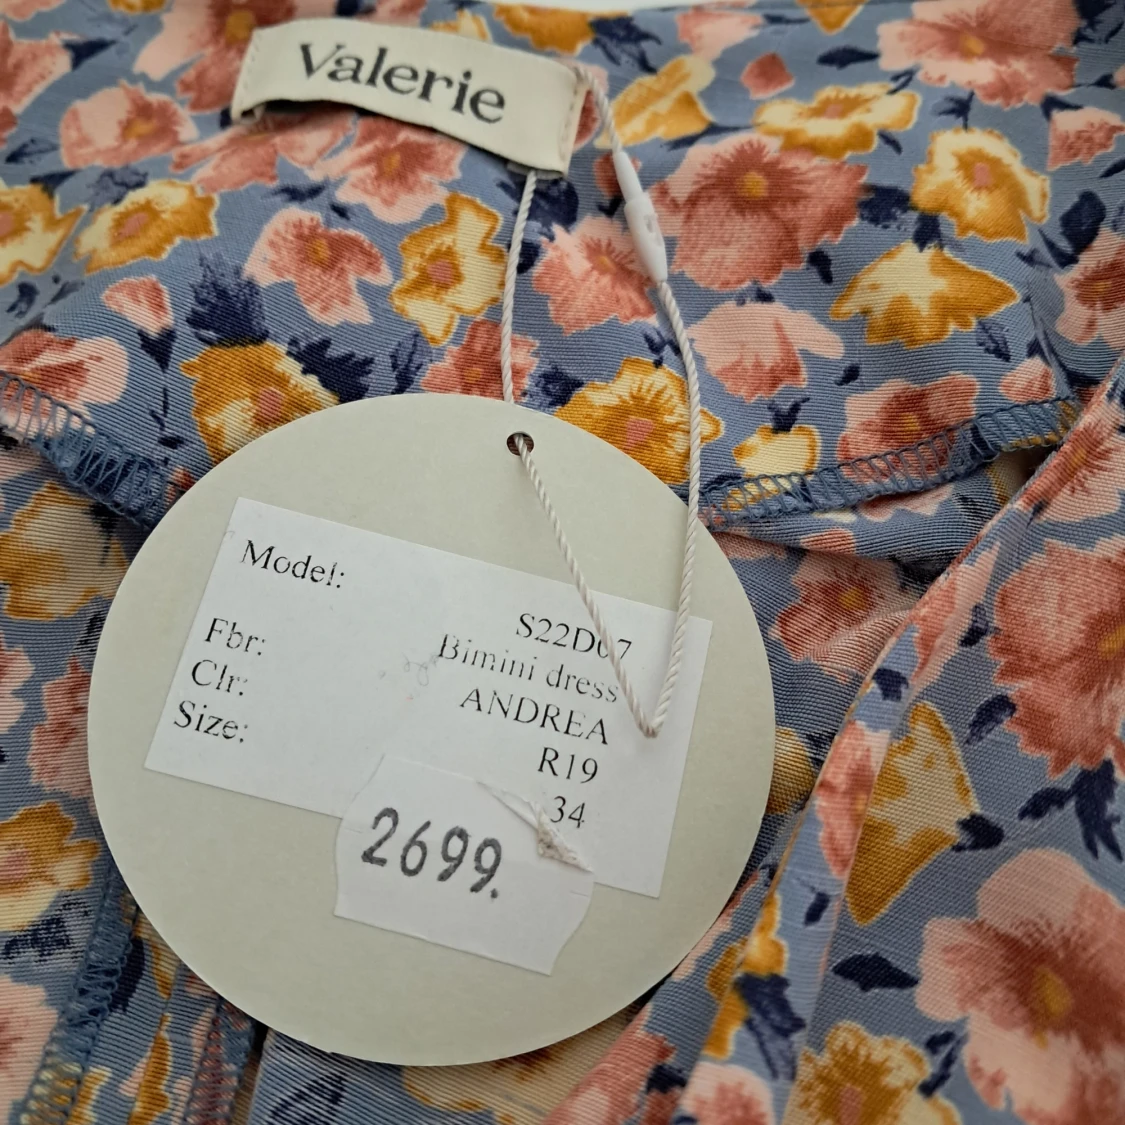 Valerie
Model:
S22D07
Bimini dress
Fbr:
ANDREA
Clr:
R19
Size:
34
2699.